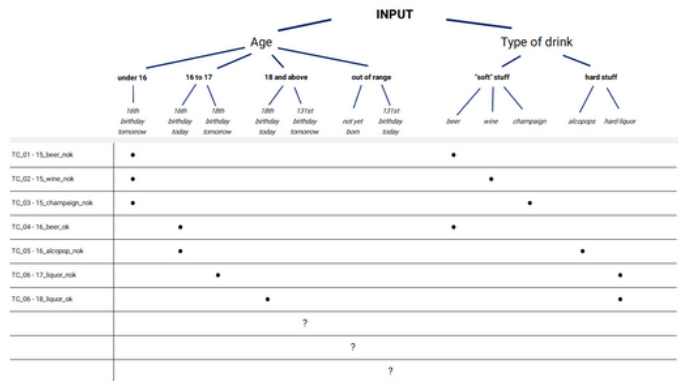 INPUT
Age
Type of drink
under 16
16 to 17
18 and above
out of range
"soft" stuff
hard stuff
16th birthday tomorrow
16th birthday today
18th birthday tomorrow
18th birthday today
131st birthday tomorrow
not yet born
131st birthday today
beer
wine
champaign
alcopops
hard liquor
TC_01 - 15_beer_nok
TC_02 - 15_wine_nok
TC_03 - 15_champaign_nok
TC_04 - 16_beer_ok
TC_05 - 16_alcopop_nok
TC_06 - 17_liquor_nok
TC_06 - 18_liquor_ok
?
?
?